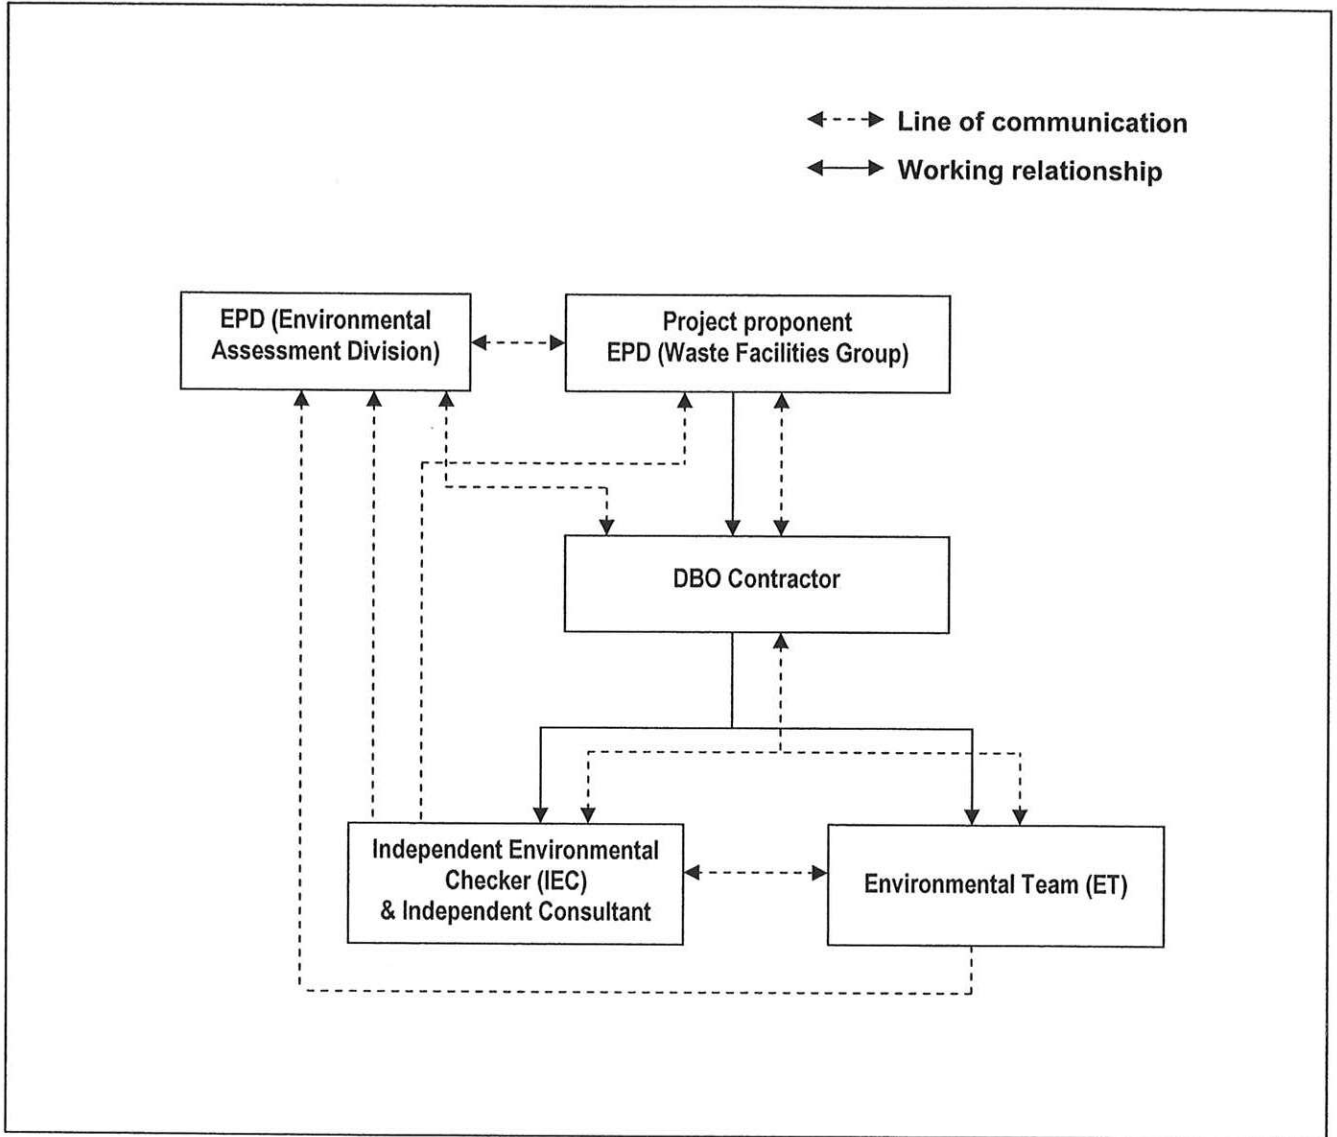 Line of communication
Working relationship
EPD (Environmental
Assessment Division)
Project proponent
EPD (Waste Facilities Group)
DBO Contractor
Independent Environmental
Checker (IEC)
& Independent Consultant
Environmental Team (ET)